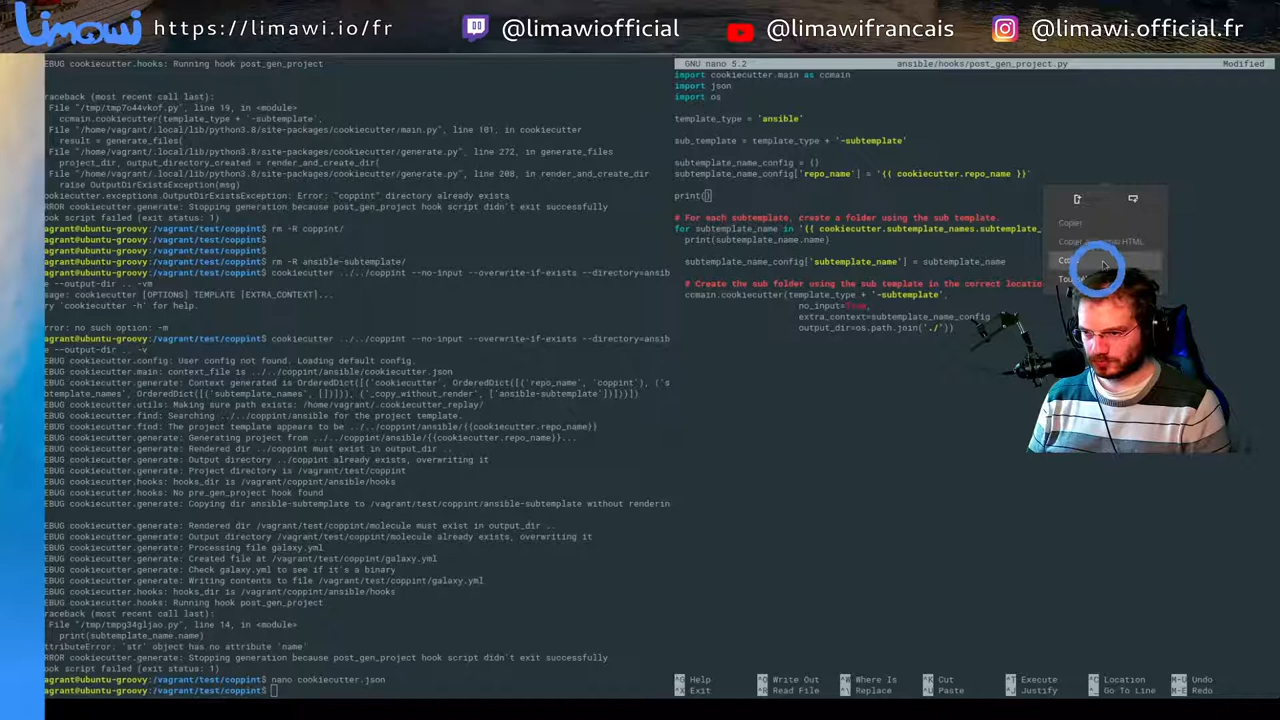 Limawi https://limawi.io/fr @limawiofficial @limawifrancais @limawi.official.fr
EBUG cookiecutter.hooks: Running hook post_gen_project
raceback (most recent call last):
File "/tmp/tmp7o44vkof.py", line 19, in <module>
ccmain.cookiecutter(template_type + '-subtemplate',
File "/home/vagrant/.local/lib/python3.8/site-packages/cookiecutter/main.py", line 101, in cookiecutter
result = generate_files(
File "/home/vagrant/.local/lib/python3.8/site-packages/cookiecutter/generate.py", line 272, in generate_files
project_dir, output_directory_created = render_and_create_dir(
File "/home/vagrant/.local/lib/python3.8/site-packages/cookiecutter/generate.py", line 208, in render_and_create_dir
raise OutputDirExistsException(msg)
ookiecutter.exceptions.OutputDirExistsException: Error: "coppint" directory already exists
RROR cookiecutter.generate: Stopping generation because post_gen_project hook script didn't exit successfully
ook script failed (exit status: 1)
agrant@ubuntu-groovy:/vagrant/test/coppint$ rm -R coppint/
agrant@ubuntu-groovy:/vagrant/test/coppint$
agrant@ubuntu-groovy:/vagrant/test/coppint$
agrant@ubuntu-groovy:/vagrant/test/coppint$ rm -R ansible-subtemplate/
agrant@ubuntu-groovy:/vagrant/test/coppint$ cookiecutter ../../coppint --no-input --overwrite-if-exists --directory=ansib
e --output-dir .. -vm
sage: cookiecutter [OPTIONS] TEMPLATE [EXTRA_CONTEXT]...
ry 'cookiecutter -h' for help.
rror: no such option: -m
agrant@ubuntu-groovy:/vagrant/test/coppint$ cookiecutter ../../coppint --no-input --overwrite-if-exists --directory=ansib
e --output-dir .. -v
EBUG cookiecutter.config: User config not found. Loading default config.
EBUG cookiecutter.main: context_file is ../../coppint/ansible/cookiecutter.json
EBUG cookiecutter.generate: Context generated is OrderedDict([('cookiecutter', OrderedDict([('repo_name', 'coppint'), ('s
btemplate_names', OrderedDict([('subtemplate_names', [])])), ('_copy_without_render', ['ansible-subtemplate'])]))])
EBUG cookiecutter.utils: Making sure path exists: /home/vagrant/.cookiecutter_replay/
EBUG cookiecutter.find: Searching ../../coppint/ansible for the project template.
EBUG cookiecutter.find: The project template appears to be ../../coppint/ansible/{{cookiecutter.repo_name}}
EBUG cookiecutter.generate: Generating project from ../../coppint/ansible/{{cookiecutter.repo_name}}...
EBUG cookiecutter.generate: Rendered dir ../coppint must exist in output_dir ..
EBUG cookiecutter.generate: Output directory ../coppint already exists, overwriting it
EBUG cookiecutter.generate: Project directory is /vagrant/test/coppint
EBUG cookiecutter.hooks: hooks_dir is /vagrant/coppint/ansible/hooks
EBUG cookiecutter.hooks: No pre_gen_project hook found
EBUG cookiecutter.generate: Copying dir ansible-subtemplate to /vagrant/test/coppint/ansible-subtemplate without renderin
EBUG cookiecutter.generate: Rendered dir /vagrant/test/coppint/molecule must exist in output_dir ..
EBUG cookiecutter.generate: Output directory /vagrant/test/coppint/molecule already exists, overwriting it
EBUG cookiecutter.generate: Processing file galaxy.yml
EBUG cookiecutter.generate: Created file at /vagrant/test/coppint/galaxy.yml
EBUG cookiecutter.generate: Check galaxy.yml to see if it's a binary
EBUG cookiecutter.generate: Writing contents to file /vagrant/test/coppint/galaxy.yml
EBUG cookiecutter.hooks: hooks_dir is /vagrant/coppint/ansible/hooks
EBUG cookiecutter.hooks: Running hook post_gen_project
raceback (most recent call last):
File "/tmp/tmpg34gljao.py", line 14, in <module>
print(subtemplate_name.name)
ttributeError: 'str' object has no attribute 'name'
RROR cookiecutter.generate: Stopping generation because post_gen_project hook script didn't exit successfully
ook script failed (exit status: 1)
agrant@ubuntu-groovy:/vagrant/test/coppint$ nano cookiecutter.json
agrant@ubuntu-groovy:/vagrant/test/coppint$
GNU nano 5.2 ansible/hooks/post_gen_project.py Modified
import cookiecutter.main as ccmain
import json
import os
template_type = 'ansible'
sub_template = template_type + '-subtemplate'
subtemplate_name_config = {}
subtemplate_name_config['repo_name'] = '{{ cookiecutter.repo_name }}'
print()
# For each subtemplate, create a folder using the sub template.
for subtemplate_name in '{{ cookiecutter.subtemplate_names.subtemplate_
print(subtemplate_name.name)
subtemplate_name_config['subtemplate_name'] = subtemplate_name
# Create the sub folder using the sub template in the correct locatio
ccmain.cookiecutter(template_type + '-subtemplate',
no_input=True,
extra_context=subtemplate_name_config
output_dir=os.path.join('./'))
Copier
HTML
^G Help ^O Write Out ^W Where Is ^K Cut ^T Execute ^C Location M-U Undo
^X Exit ^R Read File ^\ Replace ^U Paste ^J Justify ^_ Go To Line M-E Redo